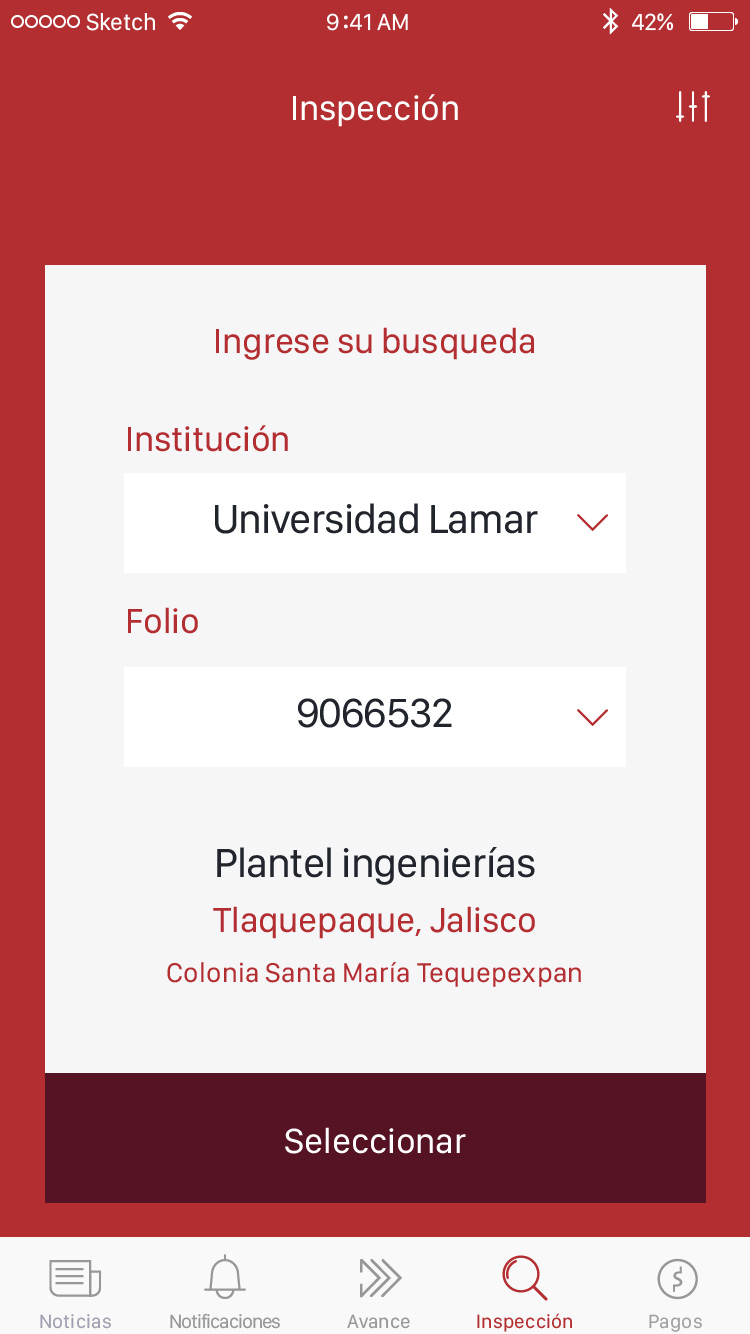 Sketch 9:41 AM 42%
Inspección
Ingrese su busqueda
Institución
Universidad Lamar
Folio
9066532
Plantel ingenierías
Tlaquepaque, Jalisco
Colonia Santa María Tequepexpan
Seleccionar
Noticias Notificaciones Avance Inspección Pagos